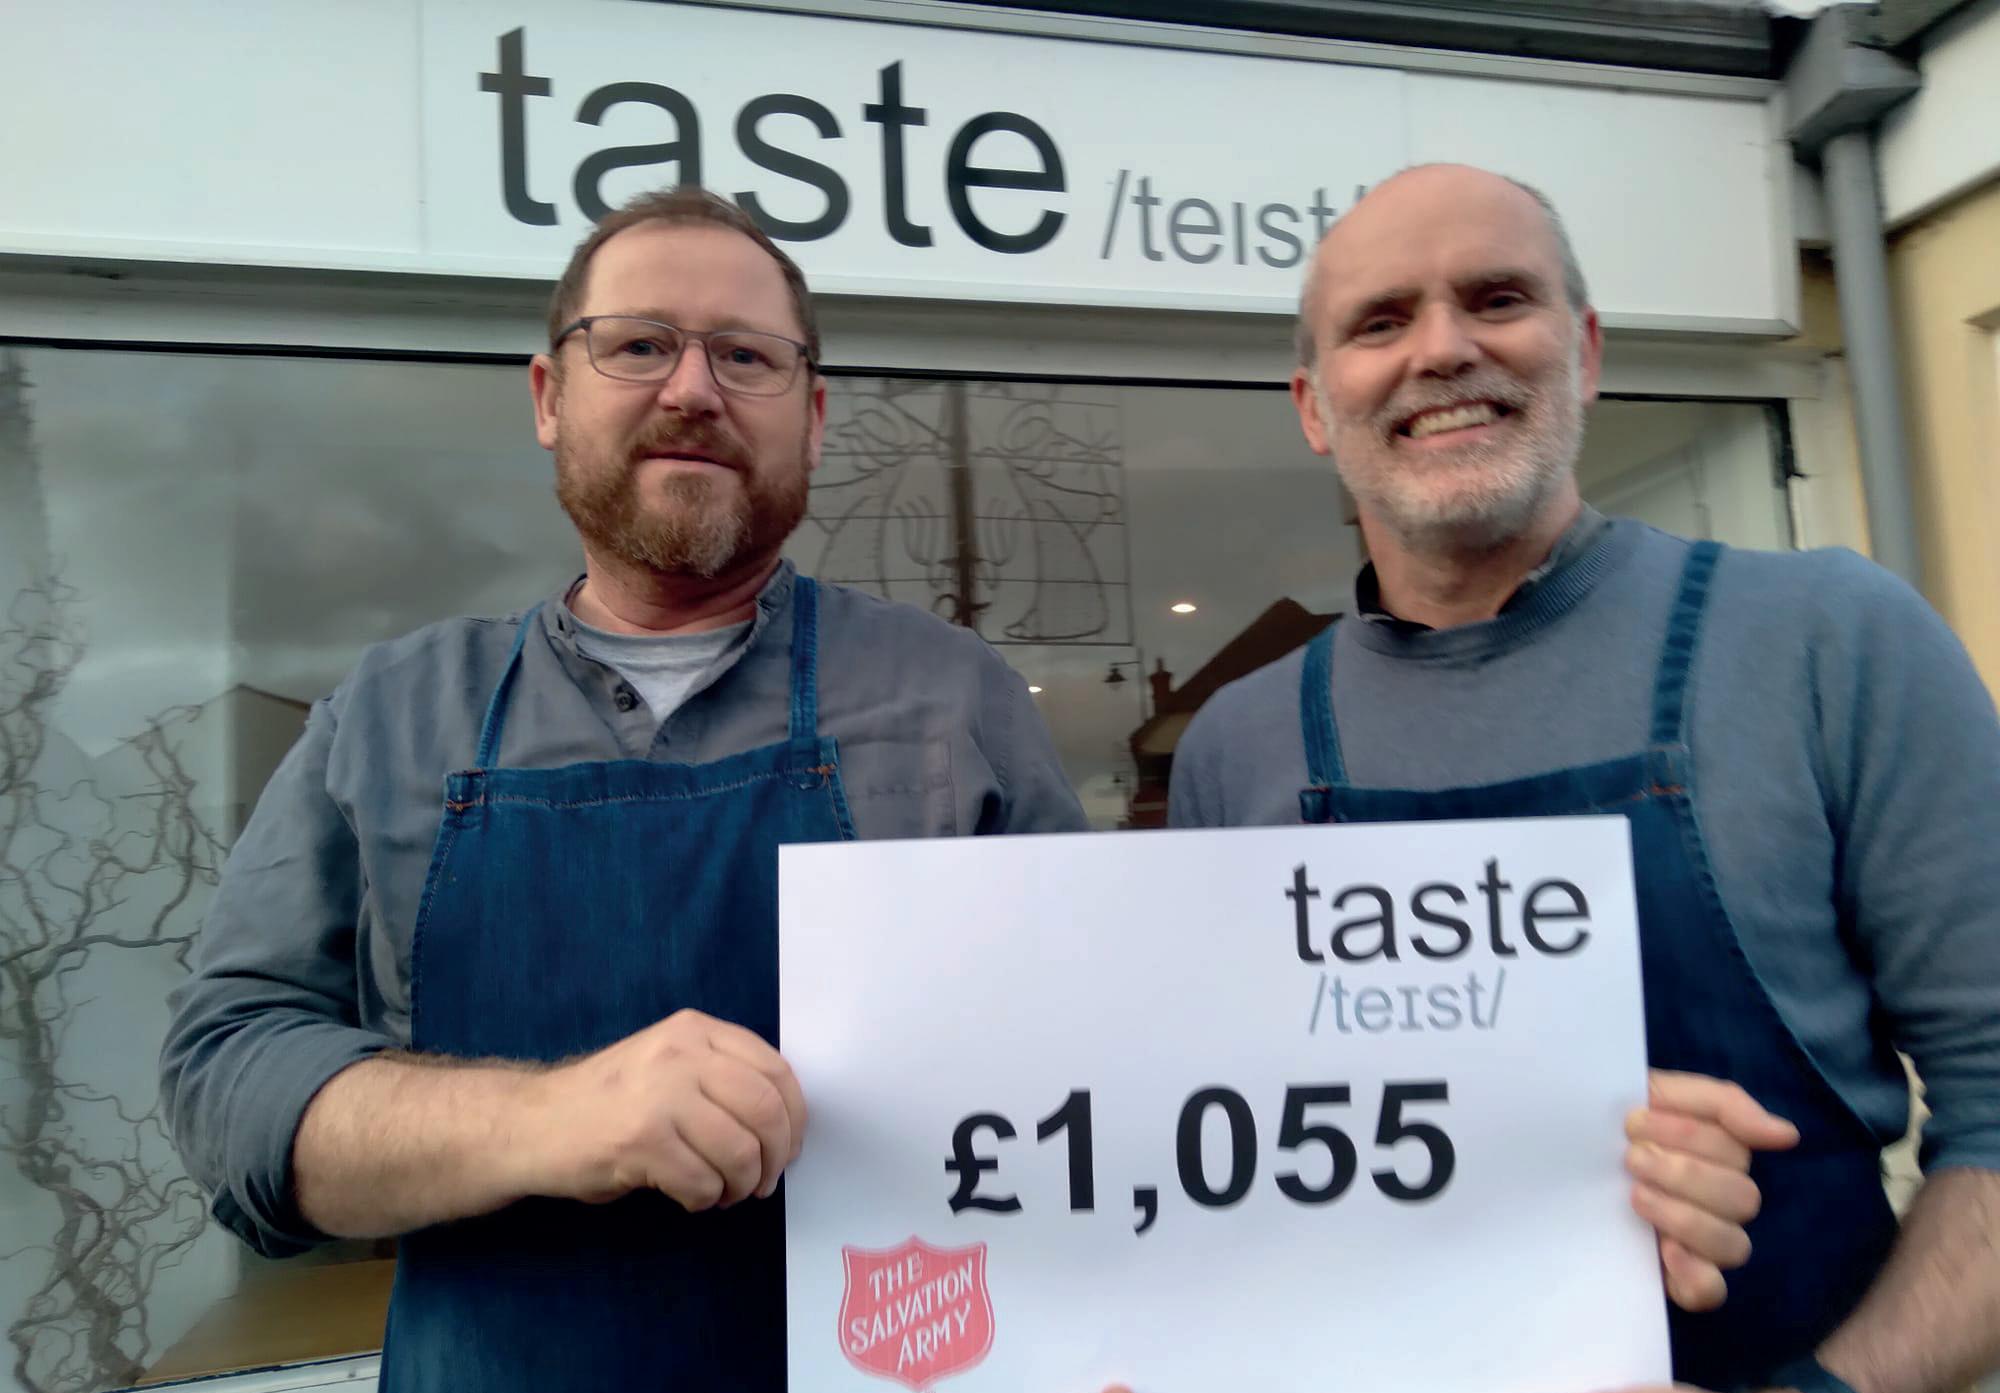 taste /teɪst/
taste
/teɪst/
£1,055
THE
SALVATION
ARMY